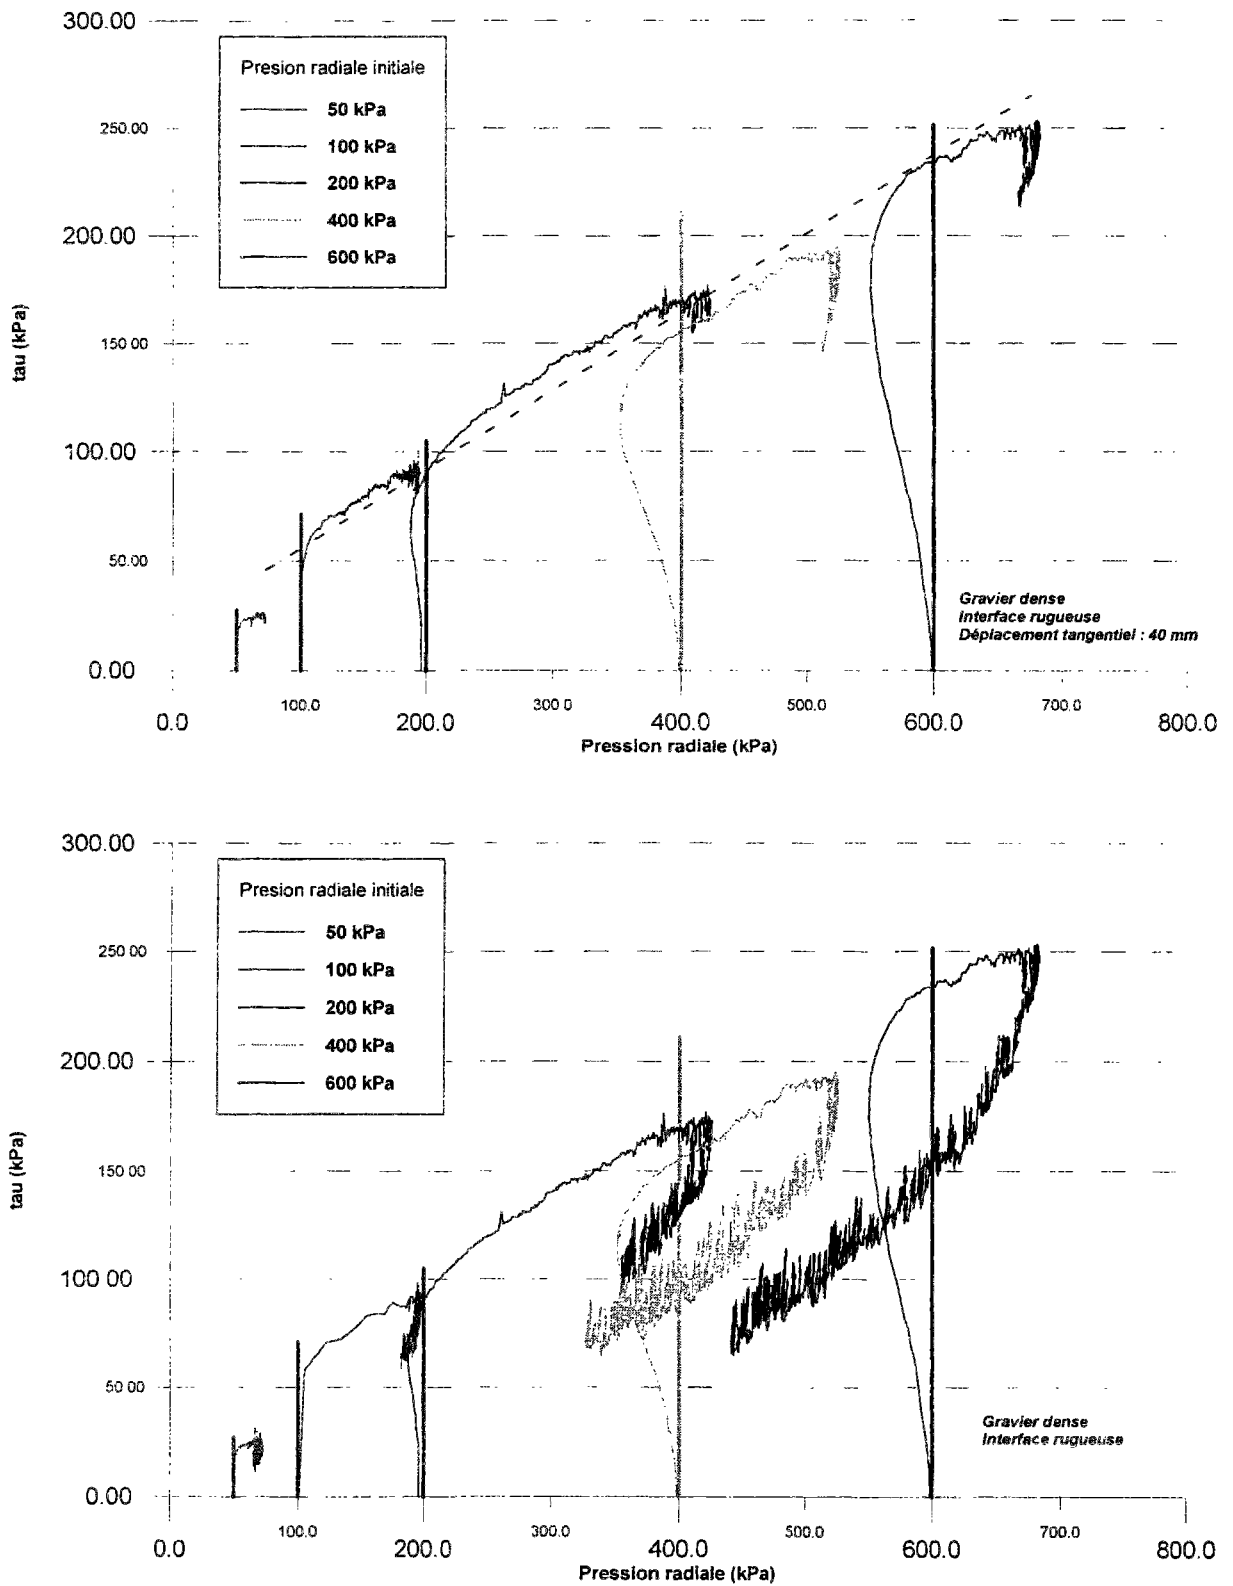 300.00
Presion radiale initiale
50 kPa
100 kPa
200 kPa
400 kPa
600 kPa
250.00
200.00
150 00
100.00
50.00
0.00
tau (kPa)
Gravier dense
Interface rugueuse
Déplacement tangentiel : 40 mm
0.0
100.0
200.0
300.0
400.0
500.0
600.0
700.0
800.0
Pression radiale (kPa)
300.00
Presion radiale initiale
50 kPa
100 kPa
200 kPa
400 kPa
600 kPa
250 00
200.00
150 00
100 00
50 00
0.00
tau (kPa)
Gravier dense
Interface rugueuse
0.0
100.0
200.0
300.0
400.0
500.0
600.0
700.0
800.0
Pression radiale (kPa)